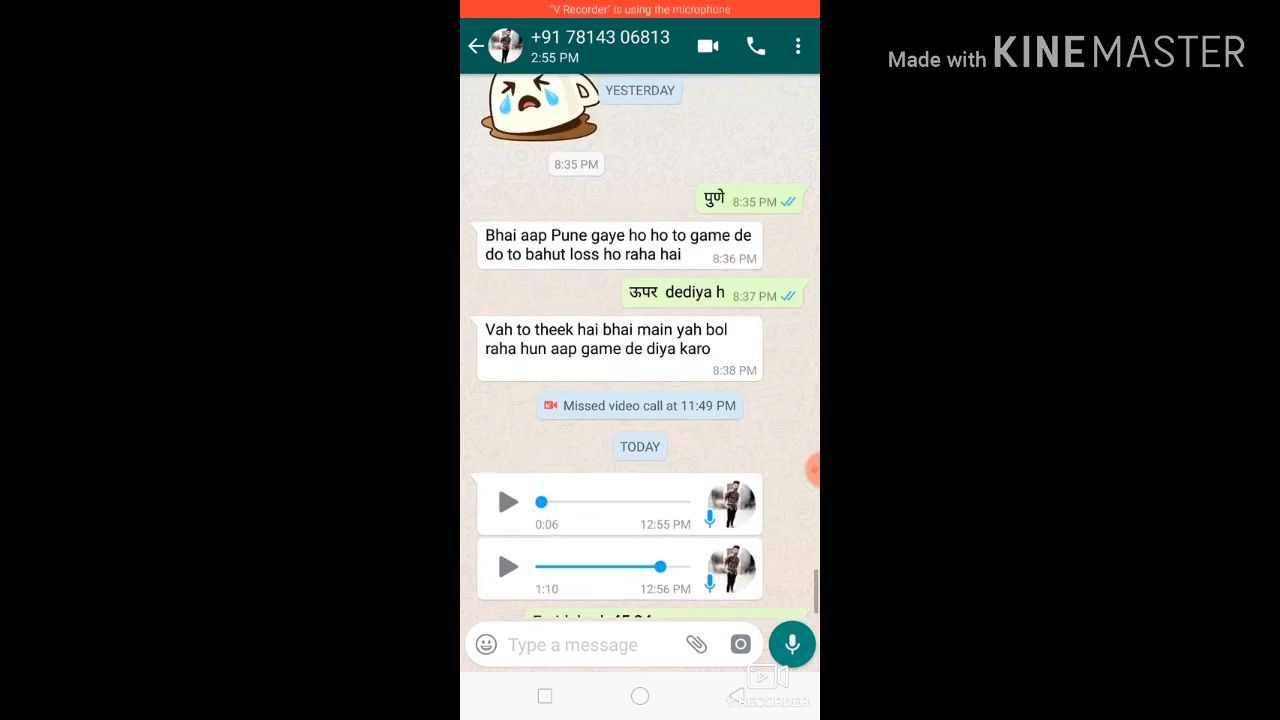 "V Recorder" is using the microphone
+91 78143 06813
2:55 PM
Made with KINEMASTER
YESTERDAY
8:35 PM
पुणे 8:35 PM
Bhai aap Pune gaye ho ho to game de
do to bahut loss ho raha hai 8:36 PM
ऊपर dediya h 8:37 PM
Vah to theek hai bhai main yah bol
raha hun aap game de diya karo
8:38 PM
Missed video call at 11:49 PM
TODAY
0:06 12:55 PM
1:10 12:56 PM
Type a message
V RECORDER